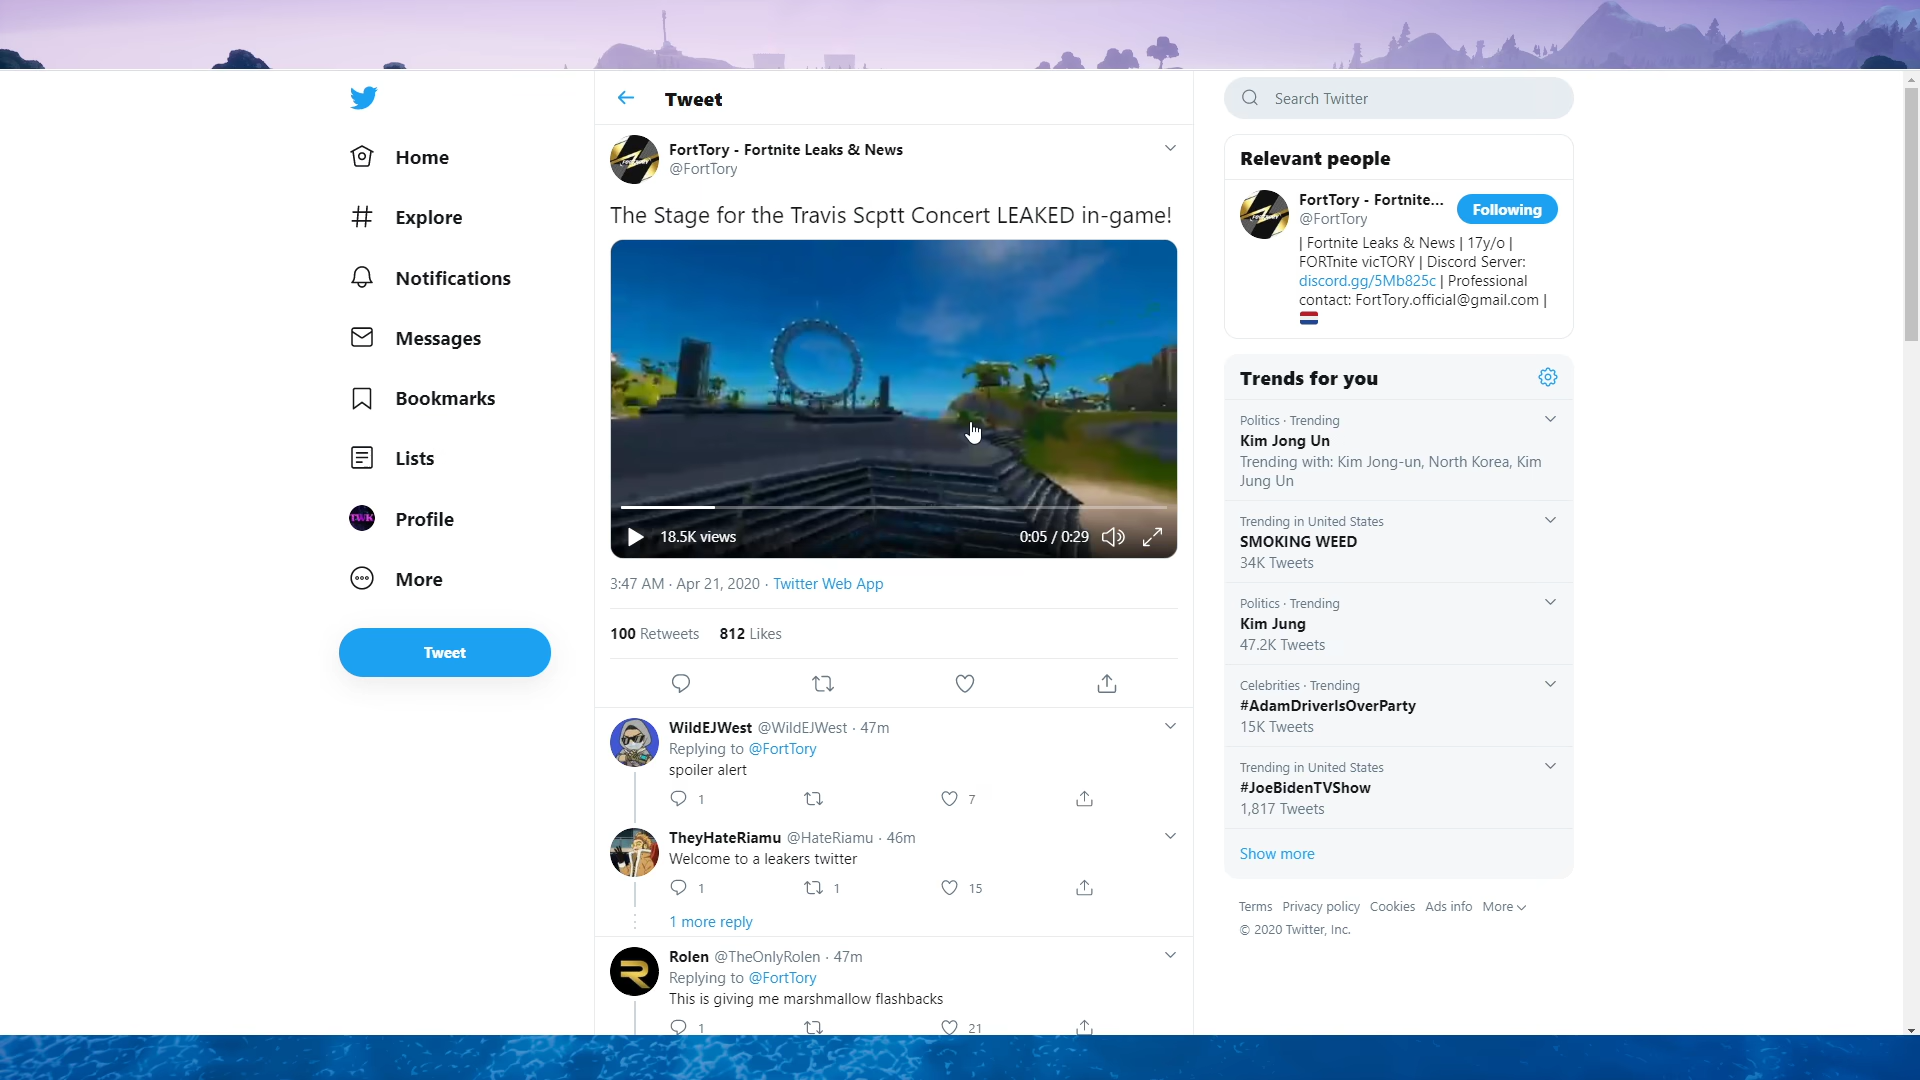 Home
Explore
Notifications
Messages
Bookmarks
Lists
TWK
Profile
More
Tweet
Tweet
FortTory - Fortnite Leaks & News
@FortTory
The Stage for the Travis Scptt Concert LEAKED in-game!
18.5K views
0:05 / 0:29
3:47 AM · Apr 21, 2020 · Twitter Web App
100 Retweets 812 Likes
WildEJWest @WildEJWest · 47m
Replying to @FortTory
spoiler alert
1
7
TheyHateRiamu @HateRiamu · 46m
Welcome to a leakers twitter
1
1
15
1 more reply
Rolen @TheOnlyRolen · 47m
Replying to @FortTory
This is giving me marshmallow flashbacks
1
21
Search Twitter
Relevant people
FortTory - Fortnite...
@FortTory
Following
| Fortnite Leaks & News | 17y/o |
FORTnite vicTORY | Discord Server:
discord.gg/5Mb825c | Professional
contact: FortTory.official@gmail.com |
Trends for you
Politics · Trending
Kim Jong Un
Trending with: Kim Jong-un, North Korea, Kim
Jung Un
Trending in United States
SMOKING WEED
34K Tweets
Politics · Trending
Kim Jung
47.2K Tweets
Celebrities · Trending
#AdamDriverIsOverParty
15K Tweets
Trending in United States
#JoeBidenTVShow
1,817 Tweets
Show more
Terms Privacy policy Cookies Ads info More
© 2020 Twitter, Inc.